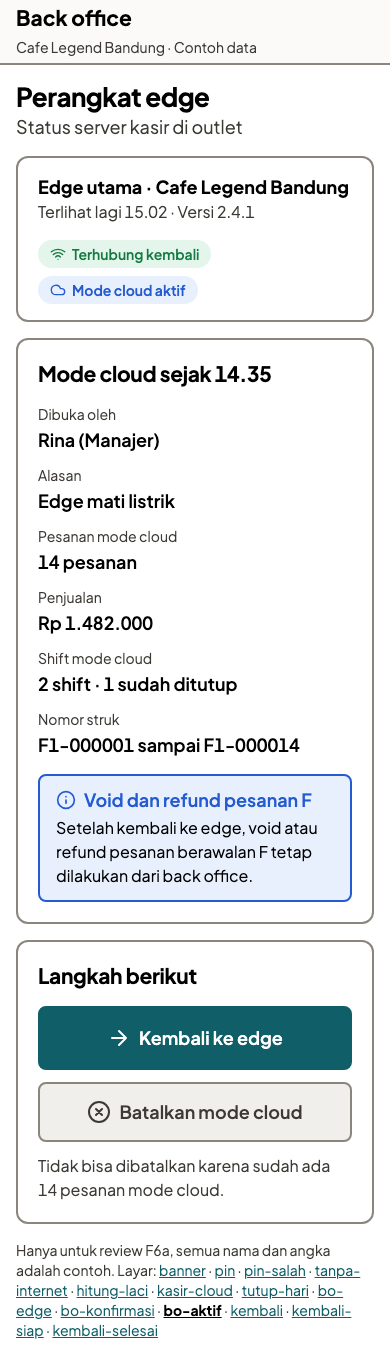 Back office
Cafe Legend Bandung · Contoh data
Perangkat edge
Status server kasir di outlet
Edge utama · Cafe Legend Bandung
Terlihat lagi 15.02 · Versi 2.4.1
Terhubung kembali
Mode cloud aktif
Mode cloud sejak 14.35
Dibuka oleh
Rina (Manajer)
Alasan
Edge mati listrik
Pesanan mode cloud
14 pesanan
Penjualan
Rp 1.482.000
Shift mode cloud
2 shift · 1 sudah ditutup
Nomor struk
F1-000001 sampai F1-000014
Void dan refund pesanan F
Setelah kembali ke edge, void atau
refund pesanan berawalan F tetap
dilakukan dari back office.
Langkah berikut
Kembali ke edge
Batalkan mode cloud
Tidak bisa dibatalkan karena sudah ada
14 pesanan mode cloud.
Hanya untuk review F6a, semua nama dan angka
adalah contoh. Layar: banner · pin · pin-salah · tanpa-
internet · hitung-laci · kasir-cloud · tutup-hari · bo-
edge · bo-konfirmasi · bo-aktif · kembali · kembali-
siap · kembali-selesai